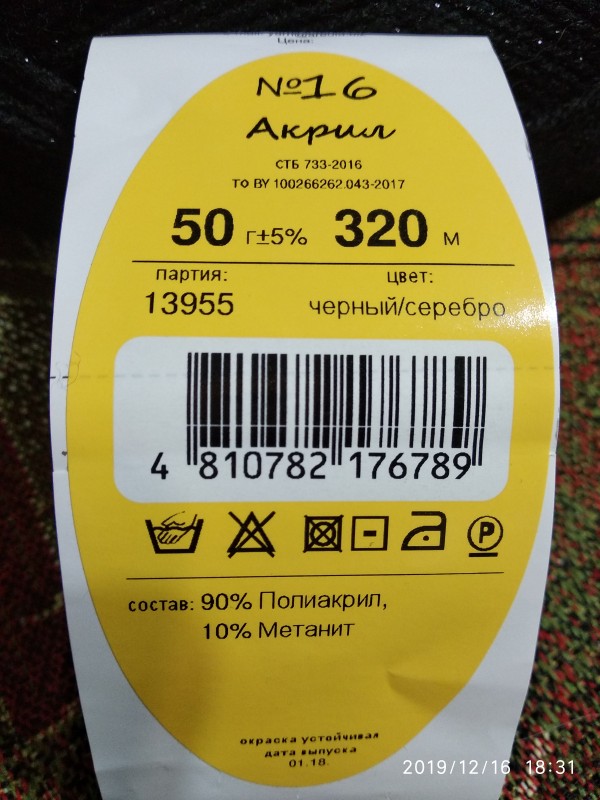 Цена:
№16
Акрил
СТБ 733-2016
ТО BY 100266262.043-2017
50 г±5% 320 м
партия: цвет:
13955 черный/серебро
4 810782 176789
P
состав: 90% Полиакрил,
10% Метанит
окраска устойчивая
дата выпуска
01.18.
2019/12/16 18:31